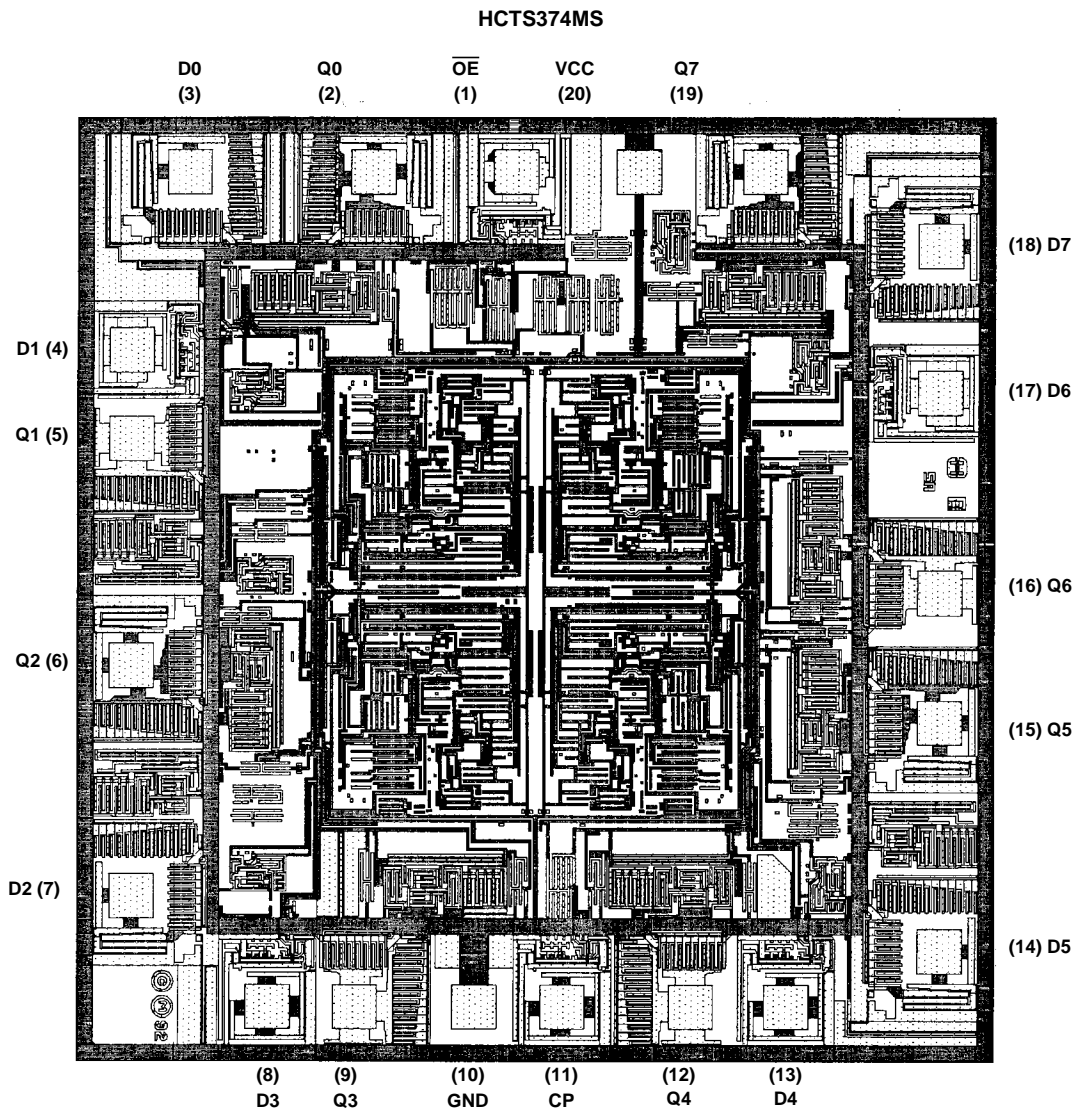 HCTS374MS
D0 Q0 OE VCC Q7
(3) (2) (1) (20) (19)
(18) D7
D1 (4)
(17) D6
Q1 (5)
(16) Q6
Q2 (6)
(15) Q5
D2 (7)
(14) D5
(8) (9) (10) (11) (12) (13)
D3 Q3 GND CP Q4 D4